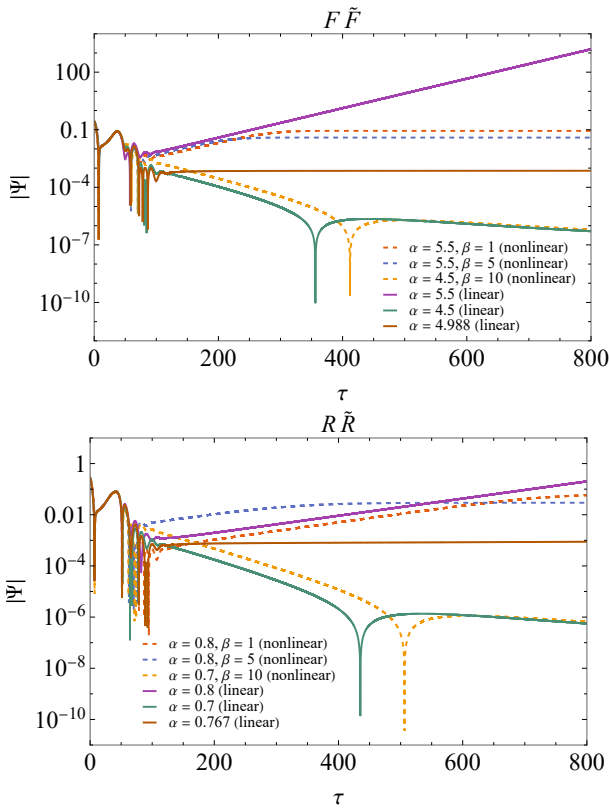 F F̃
100
0.1
10⁻⁴
10⁻⁷
10⁻¹⁰
|Ψ|
α = 5.5, β = 1 (nonlinear)
α = 5.5, β = 5 (nonlinear)
α = 4.5, β = 10 (nonlinear)
α = 5.5 (linear)
α = 4.5 (linear)
α = 4.988 (linear)
0 200 400 600 800
τ
R R̃
1
0.01
10⁻⁴
10⁻⁶
10⁻⁸
10⁻¹⁰
|Ψ|
α = 0.8, β = 1 (nonlinear)
α = 0.8, β = 5 (nonlinear)
α = 0.7, β = 10 (nonlinear)
α = 0.8 (linear)
α = 0.7 (linear)
α = 0.767 (linear)
0 200 400 600 800
τ